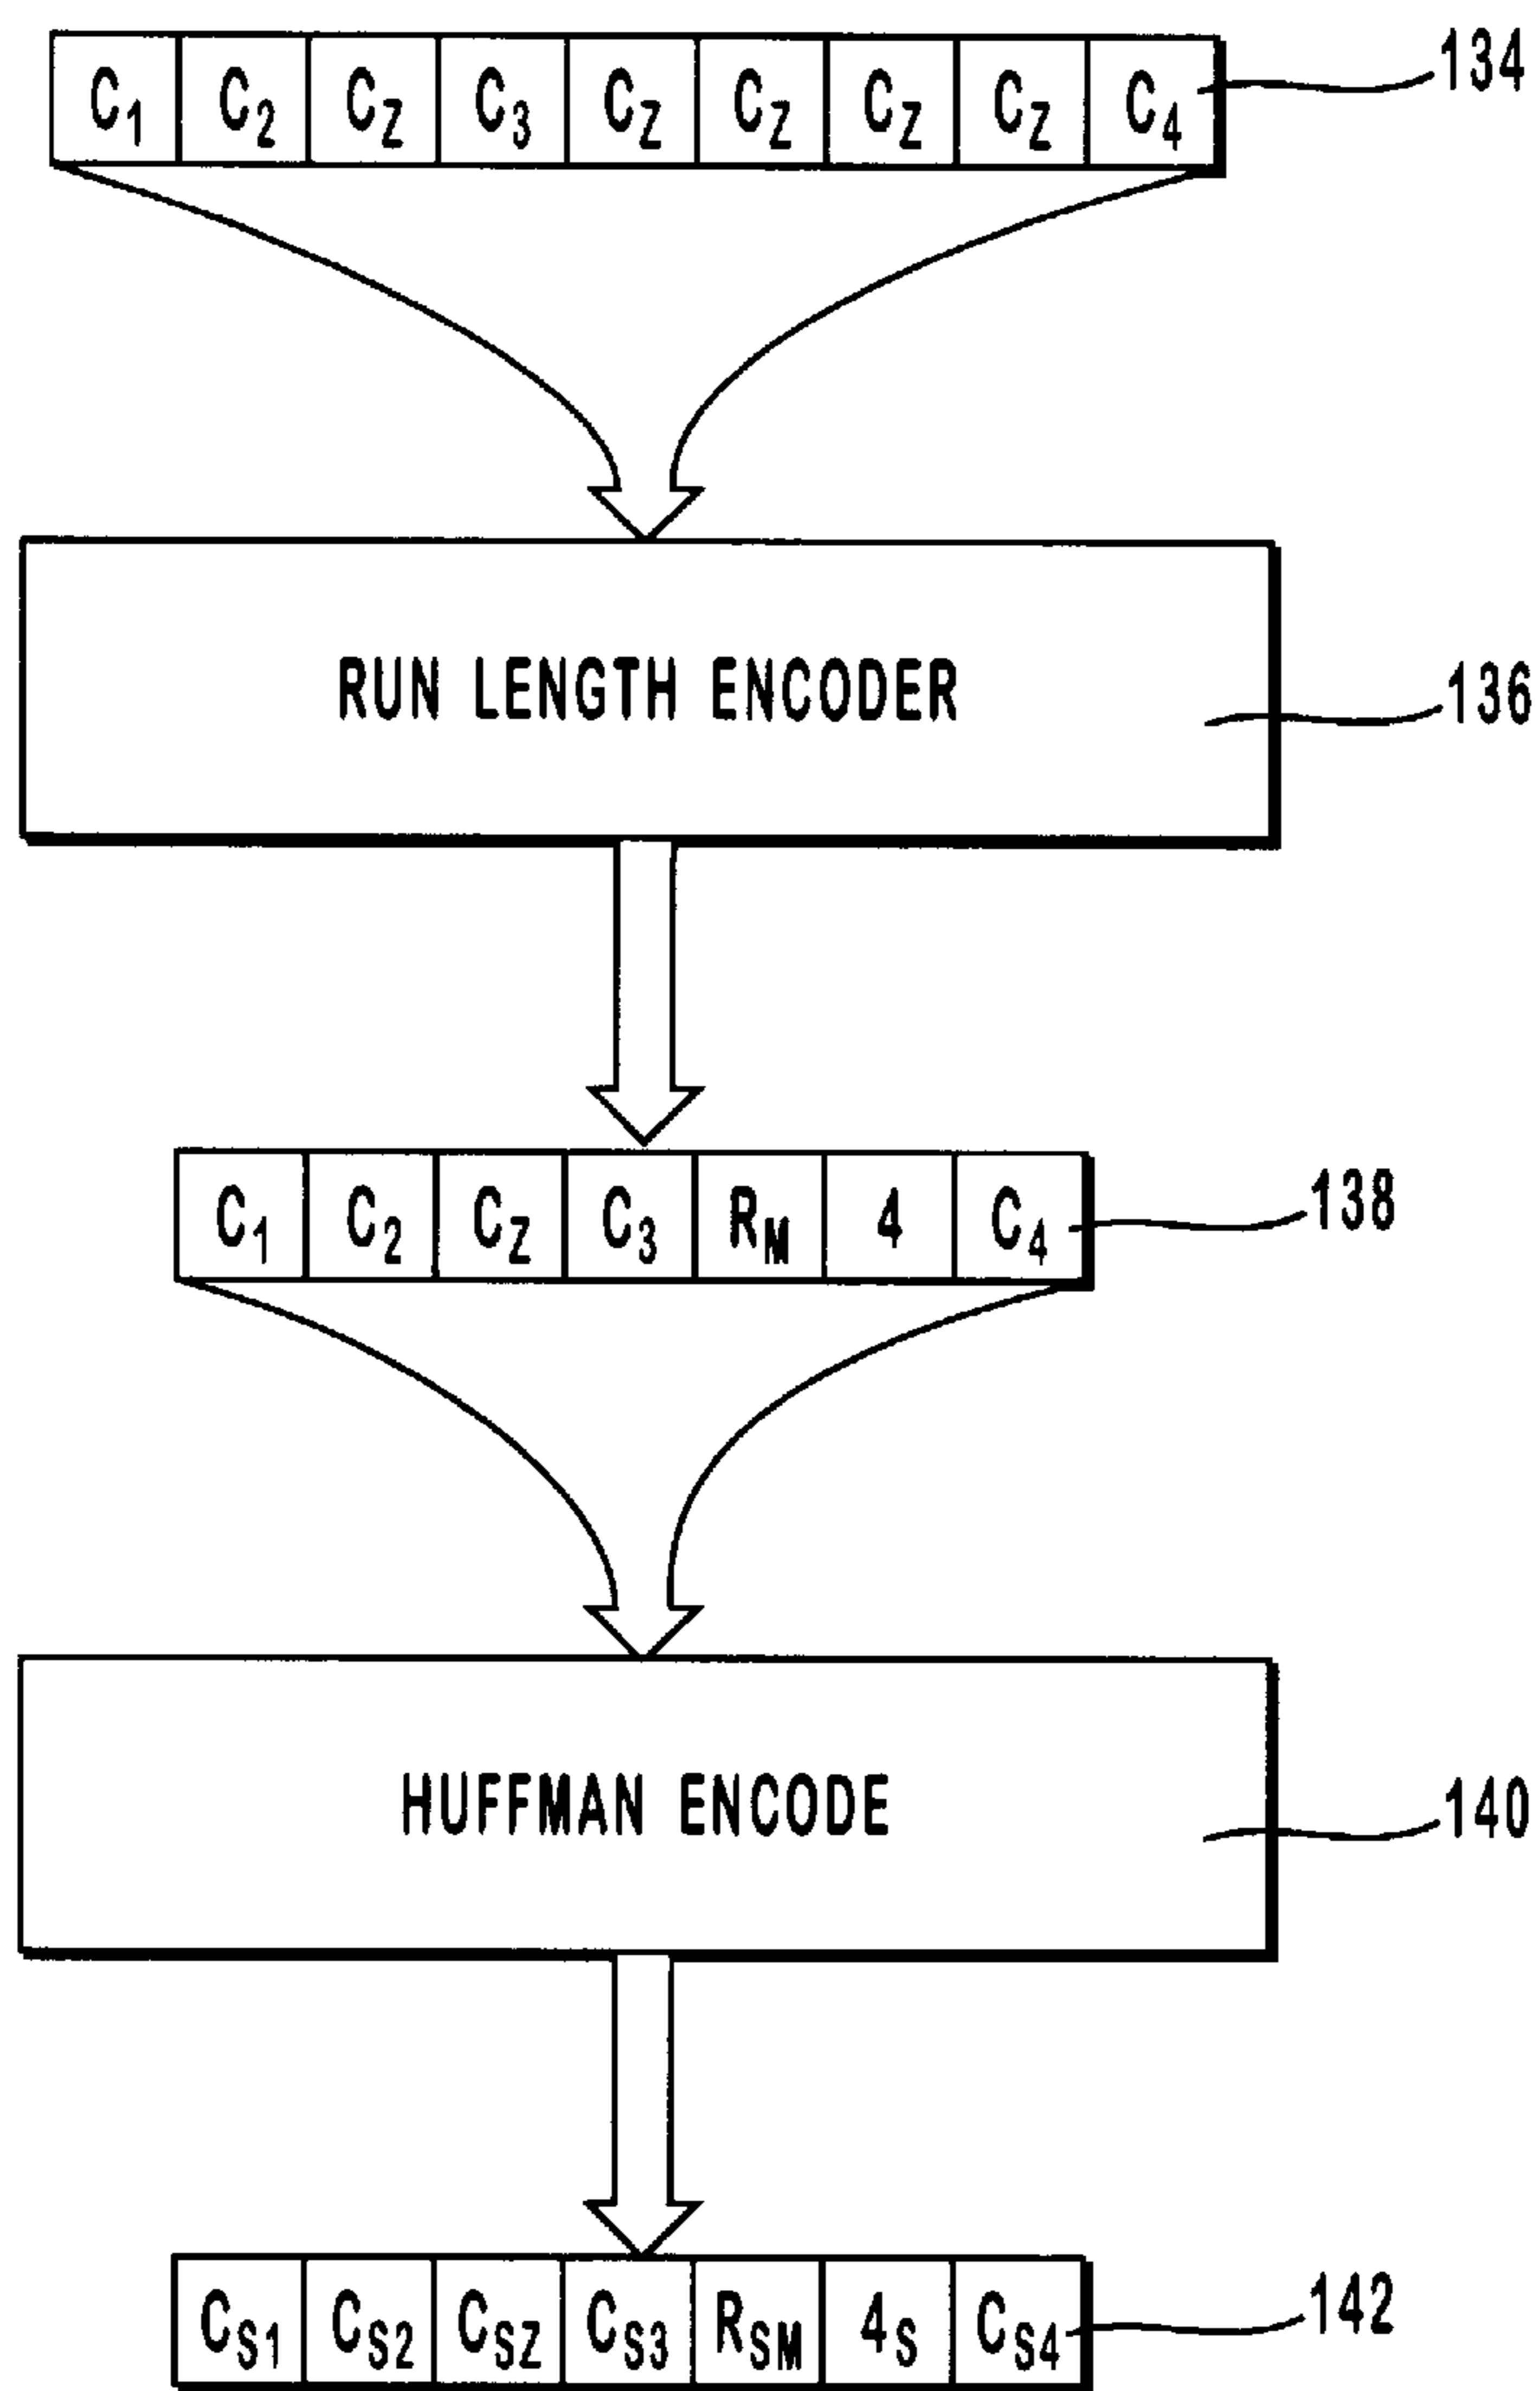 C1 C2 CZ C3 CZ CZ CZ CZ C4 134
RUN LENGTH ENCODER 136
C1 C2 CZ C3 RM 4 C4 138
HUFFMAN ENCODE 140
CS1 CS2 CSZ CS3 RSM 4S CS4 142